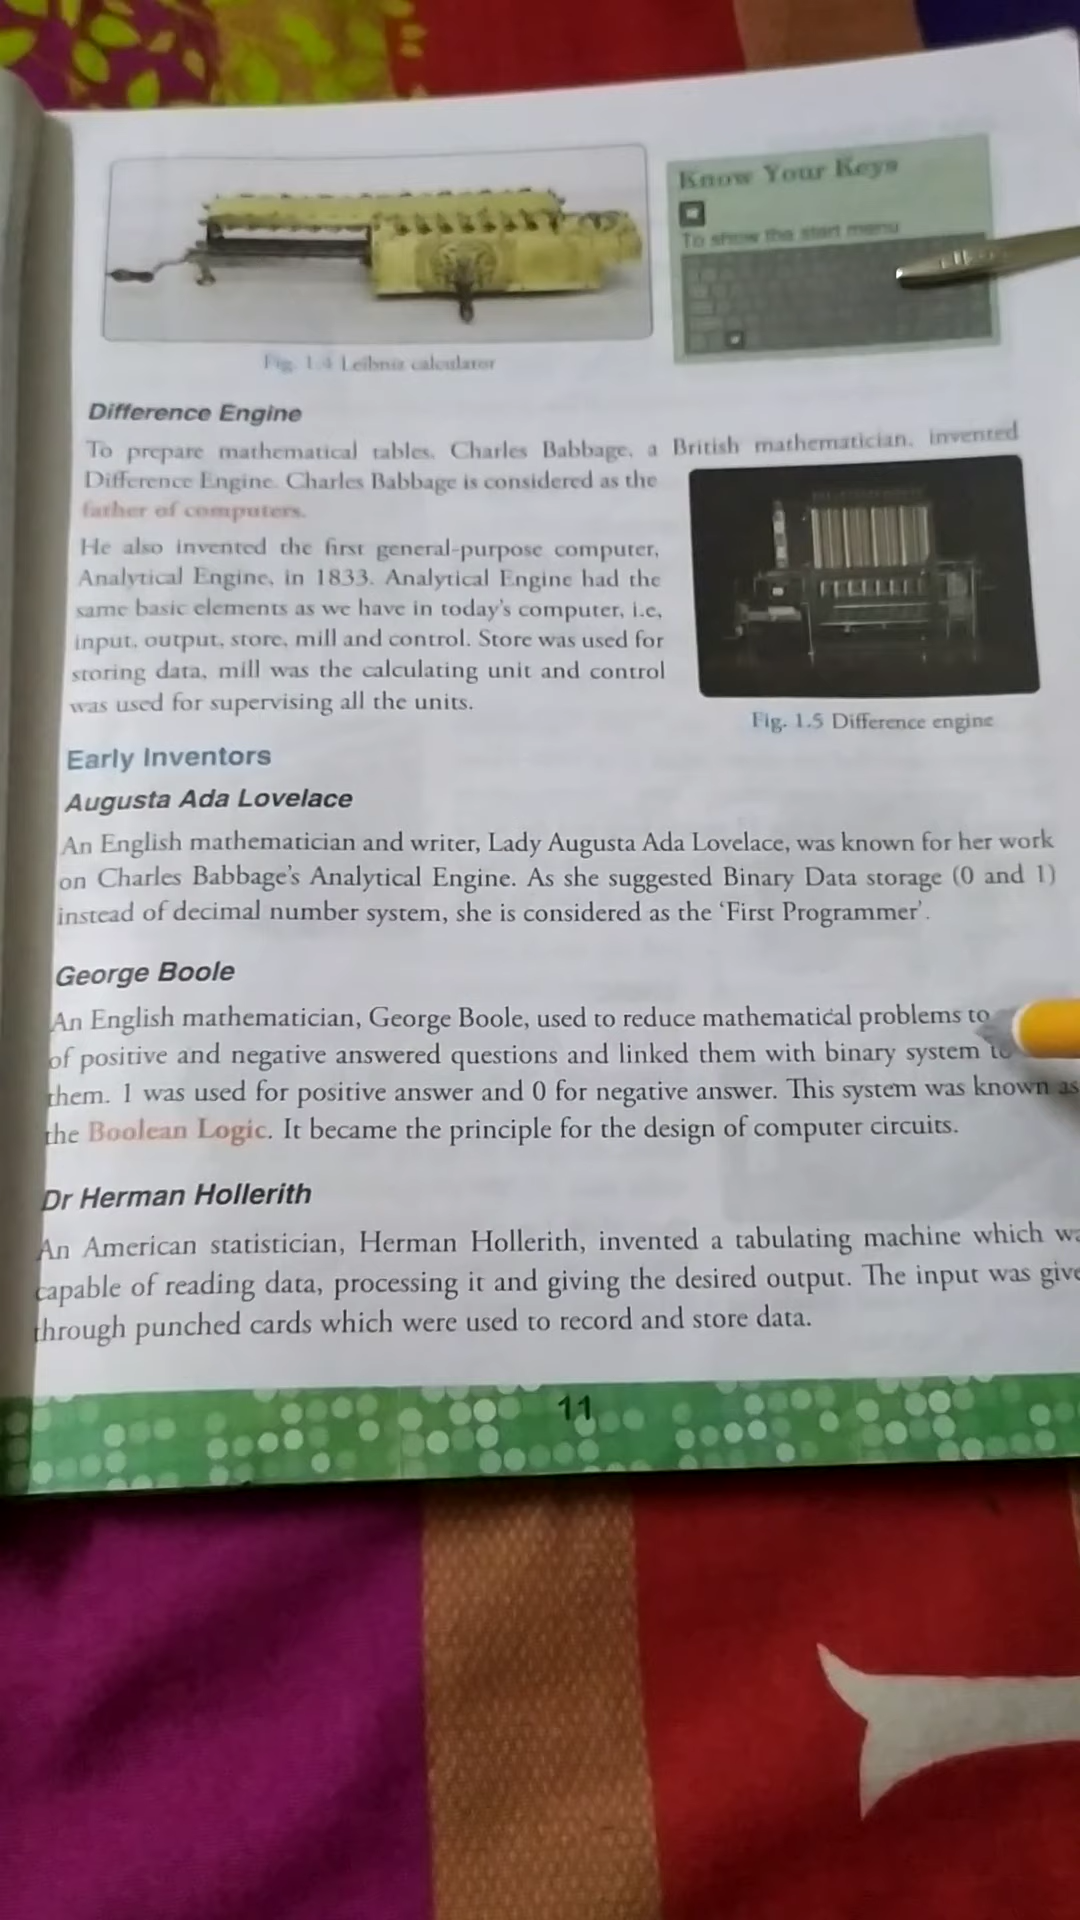 Know Your Keys
To show the start menu
Fig. 1.4 Leibniz calculator
Difference Engine
To prepare mathematical tables, Charles Babbage, a British mathematician, invented
Difference Engine. Charles Babbage is considered as the
father of computers.
He also invented the first general-purpose computer,
Analytical Engine, in 1833. Analytical Engine had the
same basic elements as we have in today's computer, i.e,
input, output, store, mill and control. Store was used for
storing data, mill was the calculating unit and control
was used for supervising all the units.
Fig. 1.5 Difference engine
Early Inventors
Augusta Ada Lovelace
An English mathematician and writer, Lady Augusta Ada Lovelace, was known for her work
on Charles Babbage's Analytical Engine. As she suggested Binary Data storage (0 and 1)
instead of decimal number system, she is considered as the 'First Programmer'.
George Boole
An English mathematician, George Boole, used to reduce mathematical problems to
of positive and negative answered questions and linked them with binary system
them. 1 was used for positive answer and 0 for negative answer. This system was known as
the Boolean Logic. It became the principle for the design of computer circuits.
Dr Herman Hollerith
An American statistician, Herman Hollerith, invented a tabulating machine which
capable of reading data, processing it and giving the desired output. The input was
through punched cards which were used to record and store data.
11